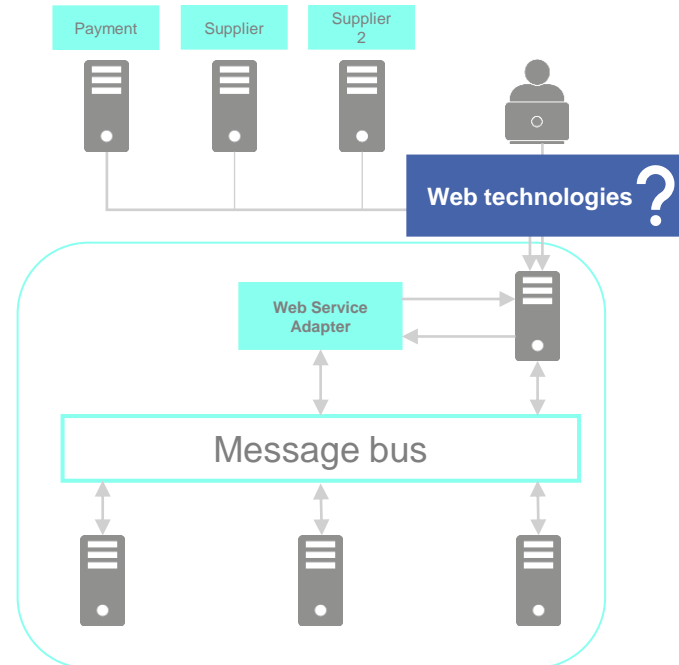 Payment
Supplier
Supplier
2
Web technologies ?
Web Service
Adapter
Message bus